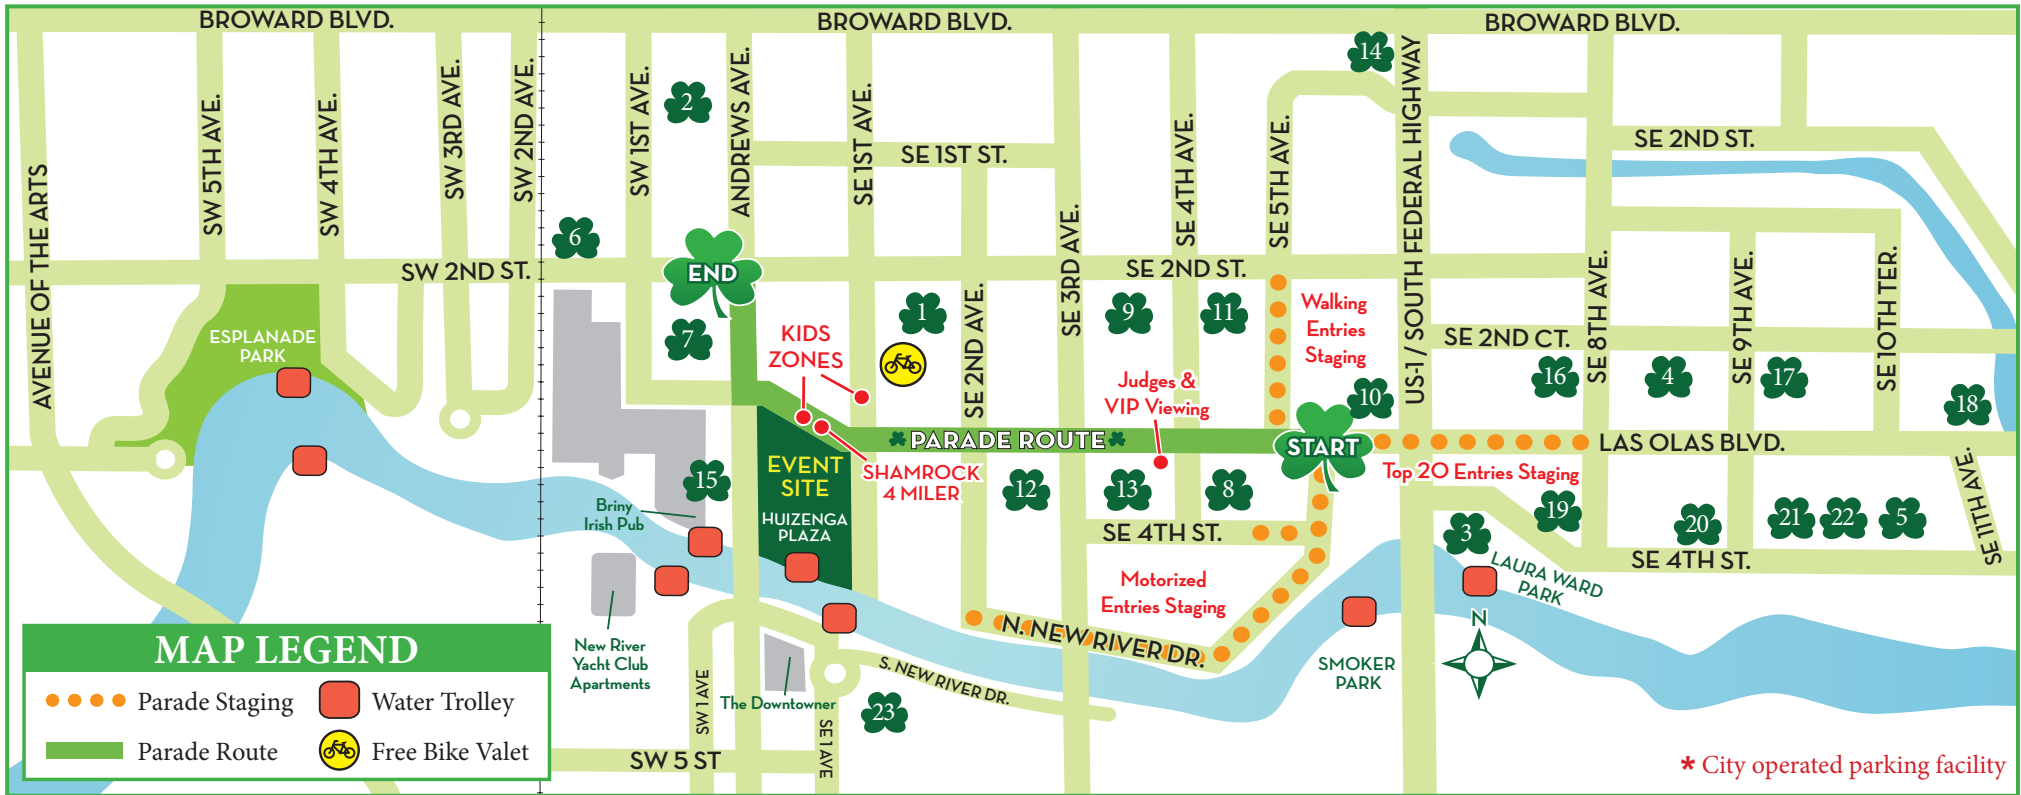 BROWARD BLVD.
BROWARD BLVD.
BROWARD BLVD.
AVENUE OF THE ARTS
SW 5TH AVE.
SW 4TH AVE.
SW 3RD AVE.
SW 2ND AVE.
SW 1ST AVE.
ANDREWS AVE.
SE 1ST AVE.
SE 1ST ST.
SE 4TH AVE.
SE 5TH AVE.
US-1 / SOUTH FEDERAL HIGHWAY
SE 2ND ST.
14
2
6
SW 2ND ST.
END
SE 2ND ST.
SE 3RD AVE.
SE 2ND AVE.
SE 8TH AVE.
SE 9TH AVE.
SE 10TH TER.
SE 2ND CT.
ESPLANADE
PARK
7
1
9
11
KIDS
ZONES
Walking
Entries
Staging
Judges &
VIP Viewing
10
16
4
17
18
PARADE ROUTE
START
LAS OLAS BLVD.
Top 20 Entries Staging
EVENT
SITE
SHAMROCK
4 MILER
15
12
13
8
3
19
20
21
22
5
SE 11TH AVE.
Briny
Irish Pub
HUIZENGA
PLAZA
SE 4TH ST.
SE 4TH ST.
LAURA WARD
PARK
Motorized
Entries Staging
N
N. NEW RIVER DR.
New River
Yacht Club
Apartments
SMOKER
PARK
S. NEW RIVER DR.
The Downtowner
23
SW 1 AVE
SE 1 AVE
SW 5 ST
MAP LEGEND
Parade Staging
Water Trolley
Parade Route
Free Bike Valet
* City operated parking facility